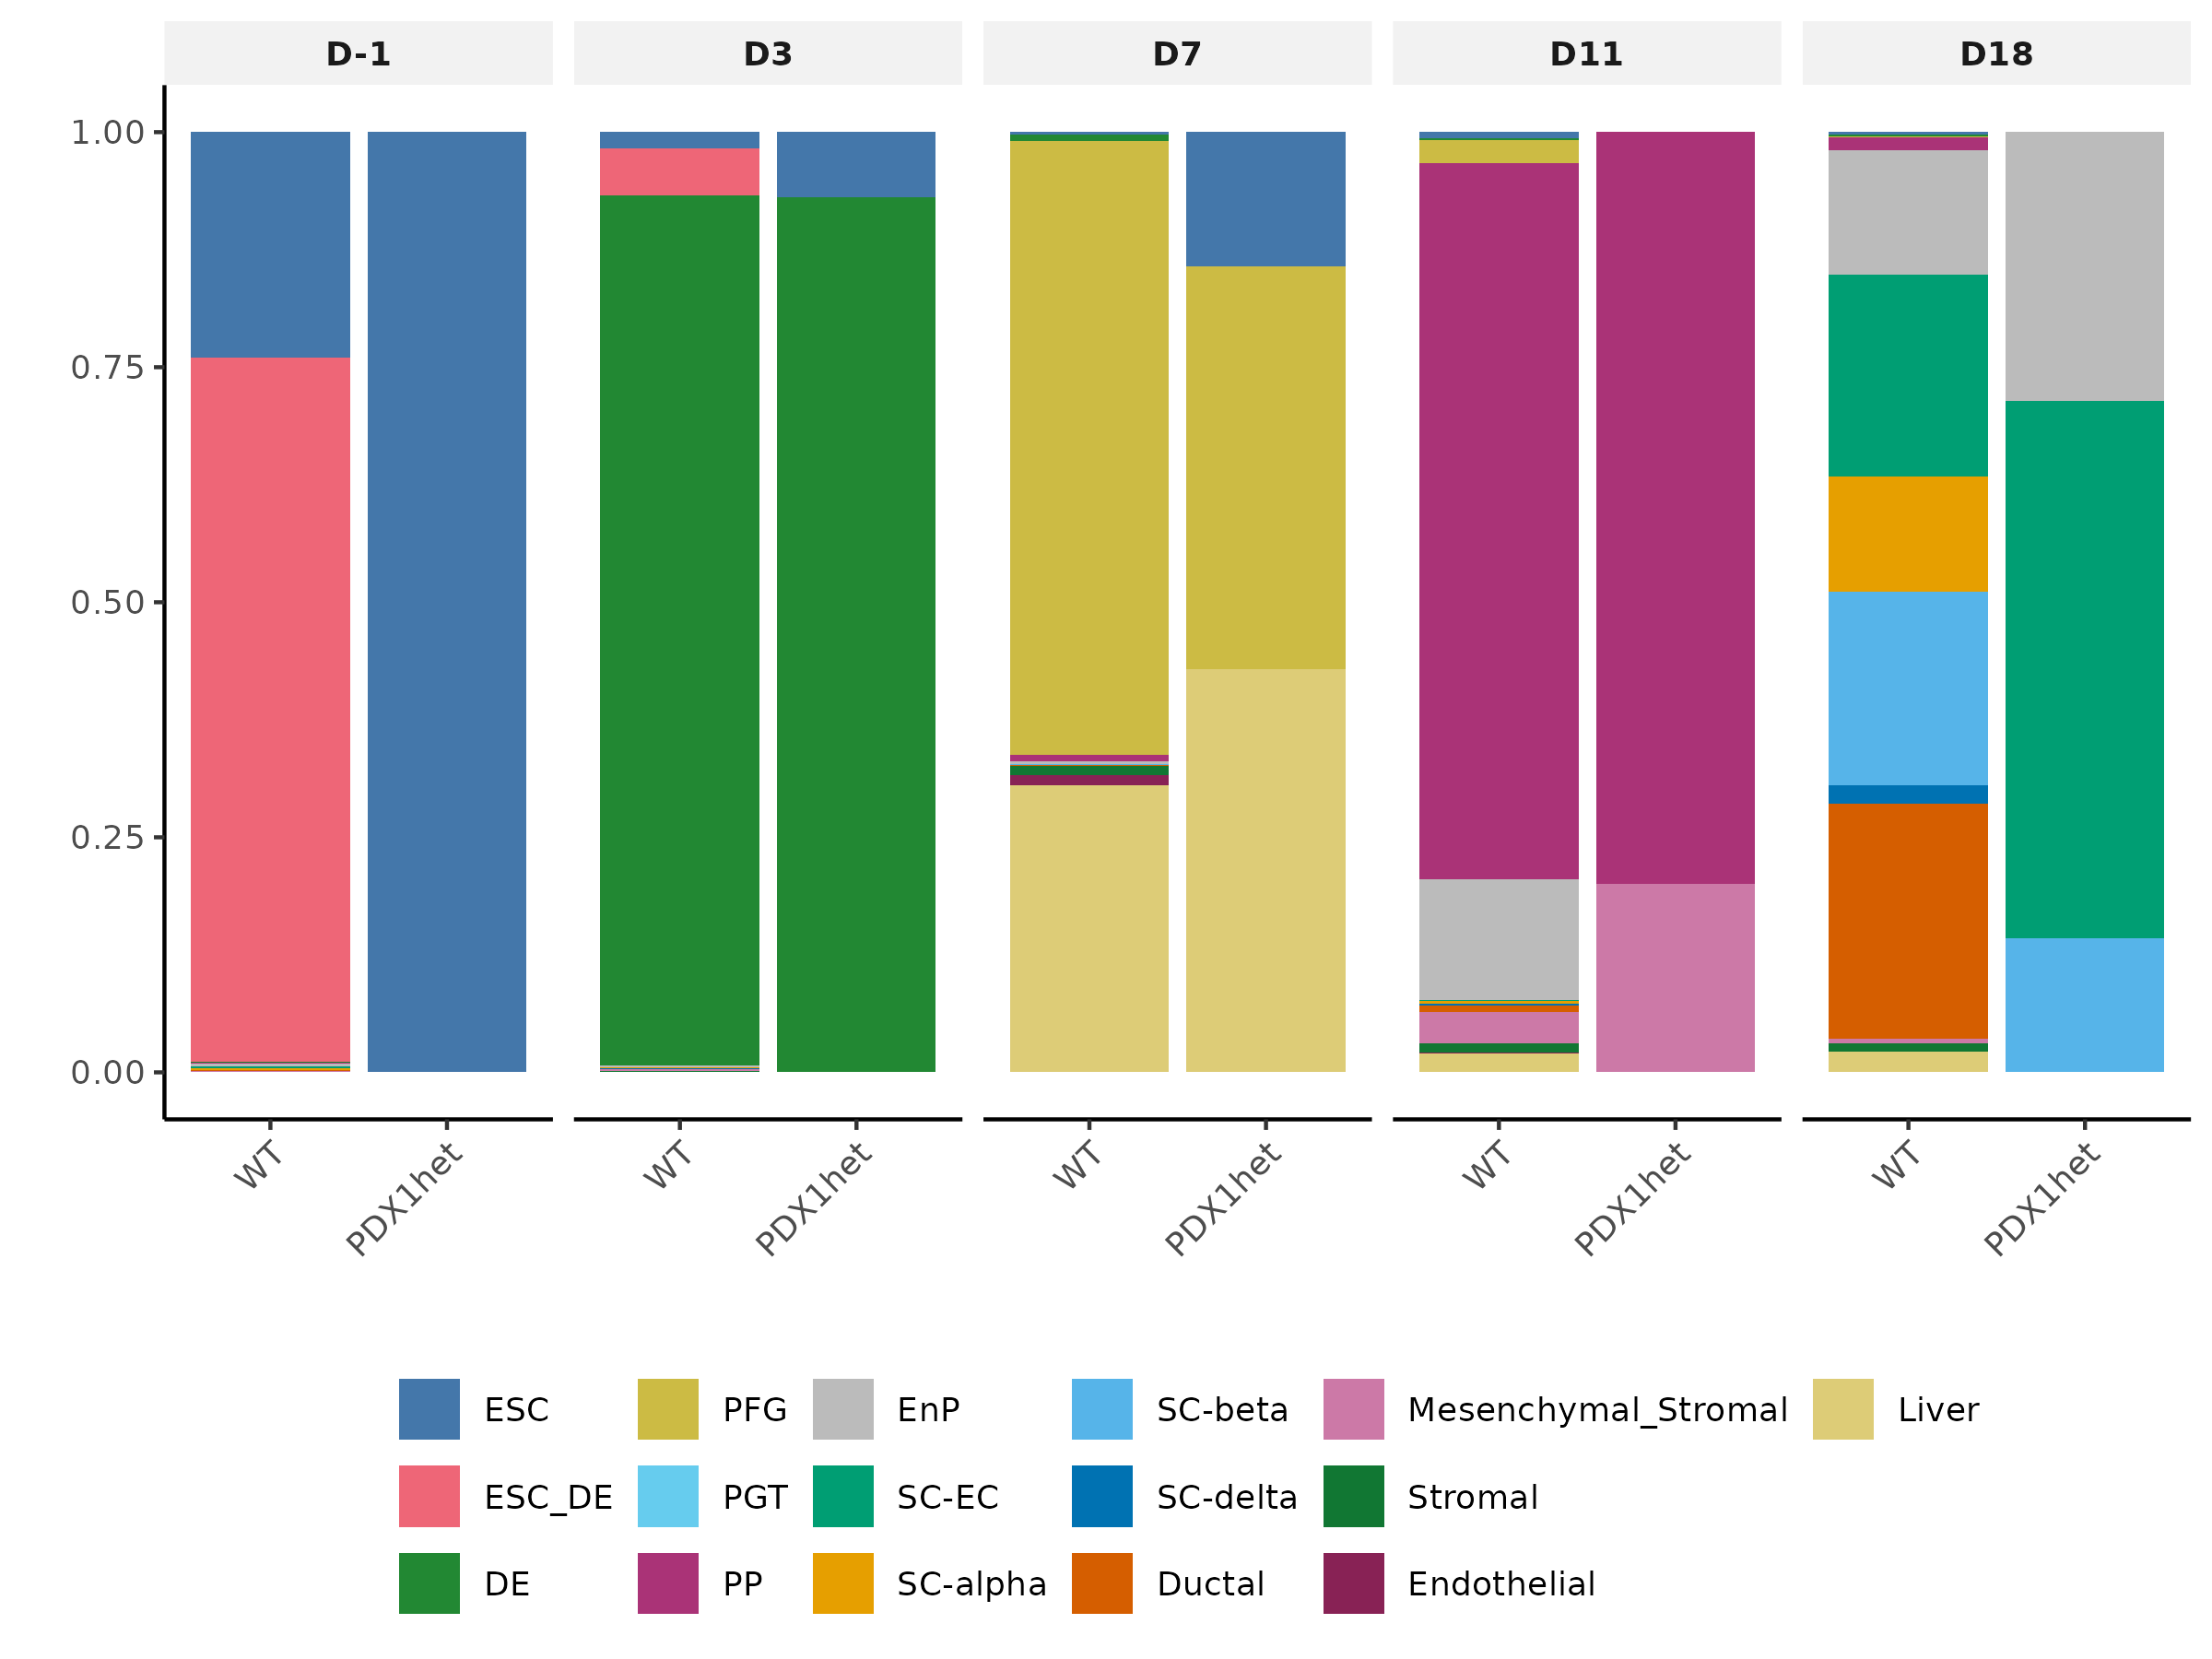 D-1 D3 D7 D11 D18
1.00
0.75
0.50
0.25
0.00
WT PDX1het WT PDX1het WT PDX1het WT PDX1het WT PDX1het
ESC PFG EnP SC-beta Mesenchymal_Stromal Liver
ESC_DE PGT SC-EC SC-delta Stromal
DE PP SC-alpha Ductal Endothelial